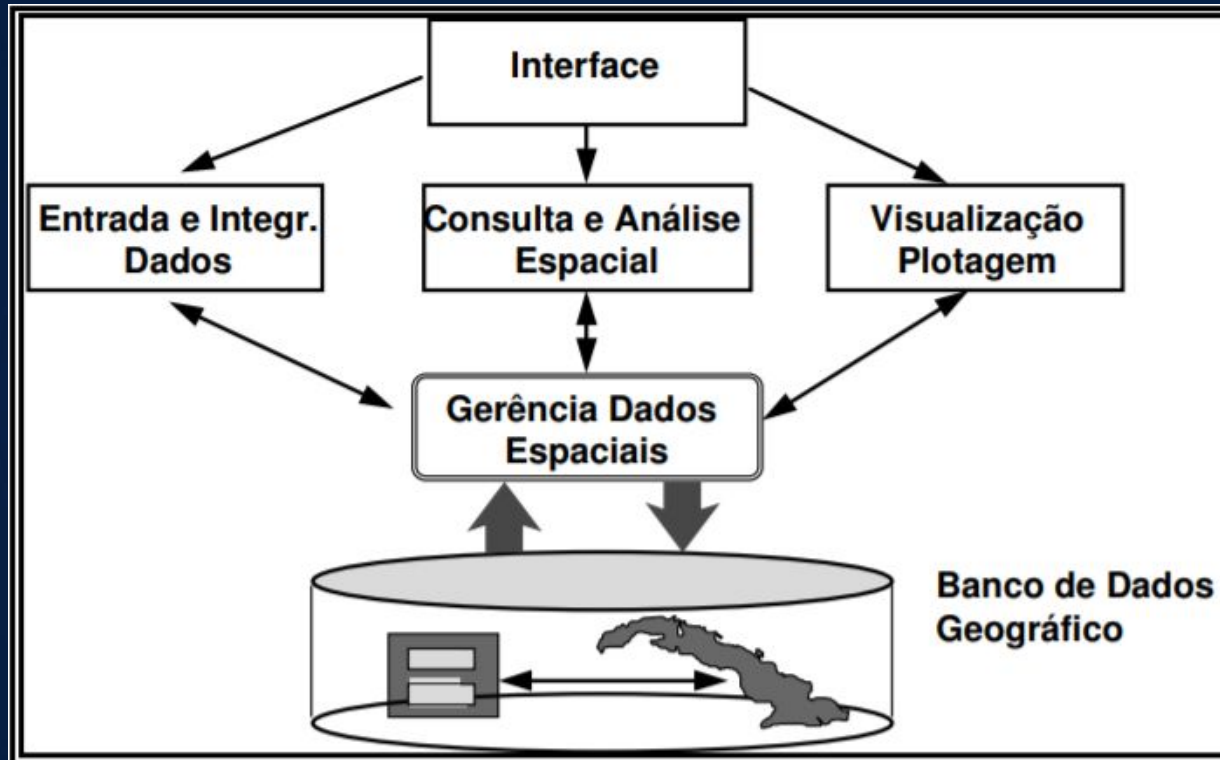 Interface
Entrada e Integr.
Dados
Consulta e Análise
Espacial
Visualização
Plotagem
Gerência Dados
Espaciais
Banco de Dados
Geográfico